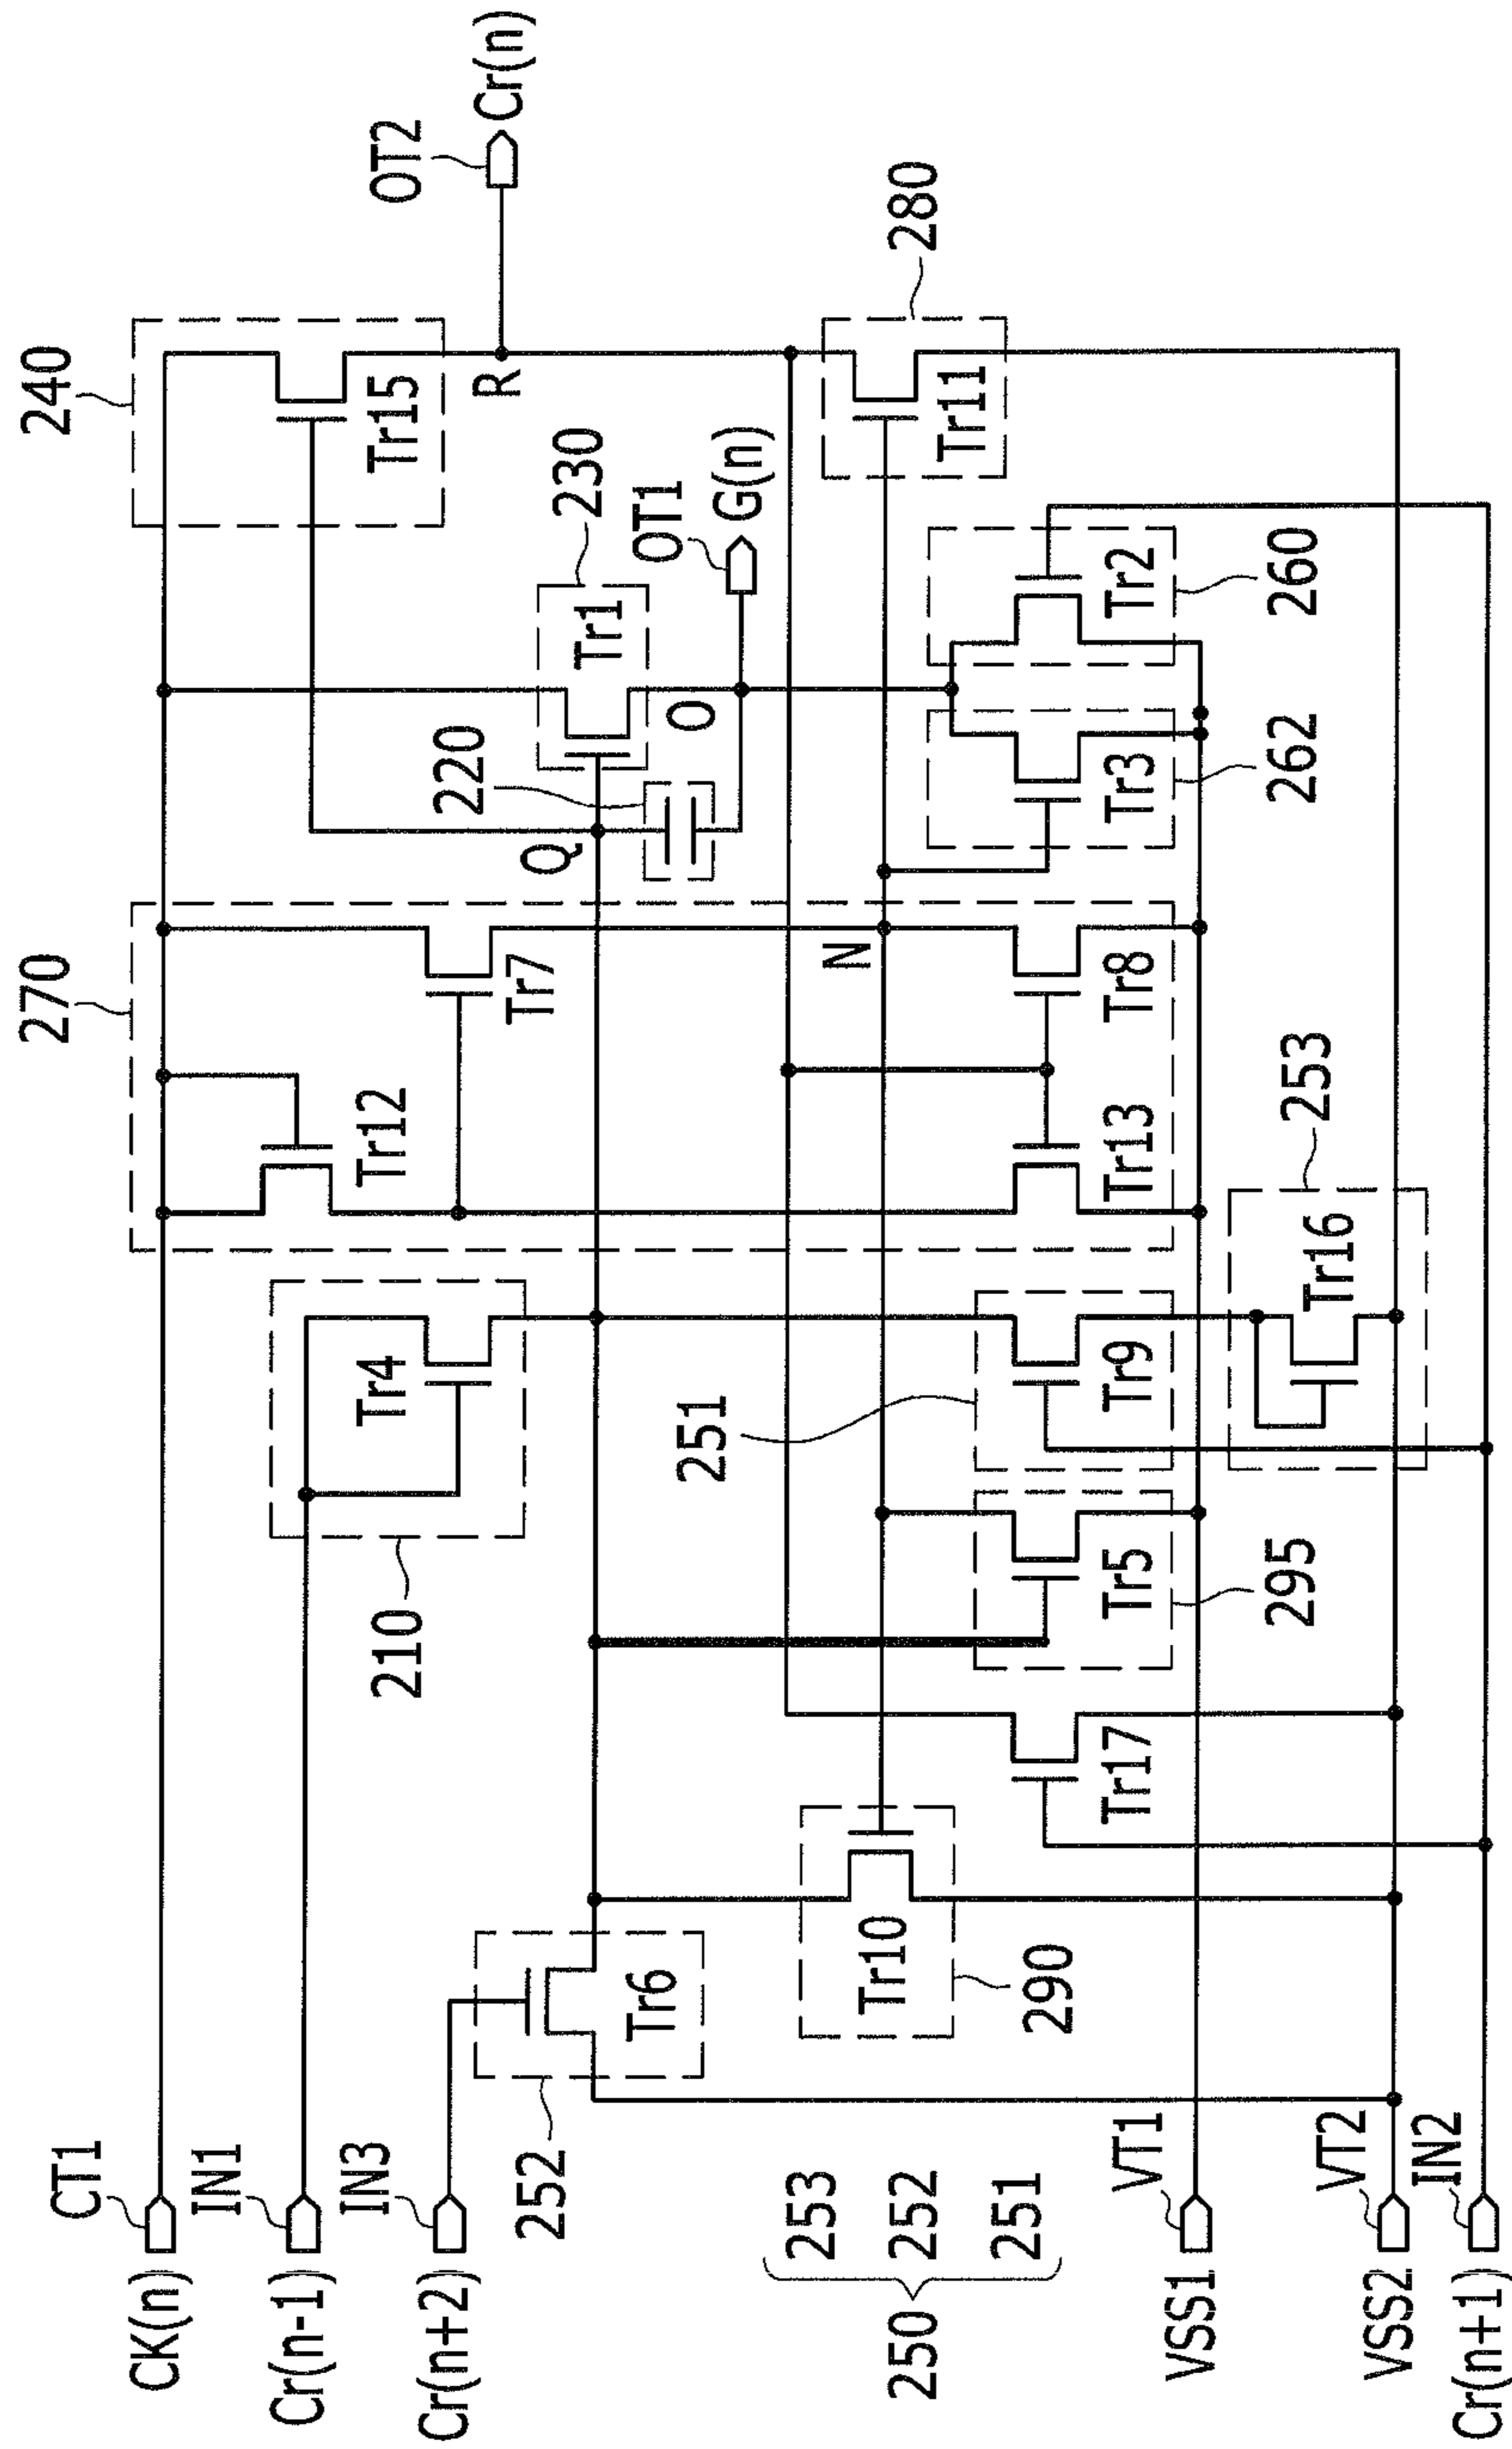 CK(n)
CT1
Cr(n-1)
IN1
Cr(n+2)
IN3
252
Tr6
250
253
252
251
VSS1
VT1
VSS2
VT2
Cr(n+1)
IN2
Tr10
290
Tr17
210
Tr4
Tr5
295
251
Tr9
Tr16
253
270
Tr12
Tr7
N
Tr13
Tr8
Q
220
O
Tr1
230
OT1
G(n)
Tr3
262
Tr2
260
240
Tr15
R
Tr11
280
OT2
Cr(n)